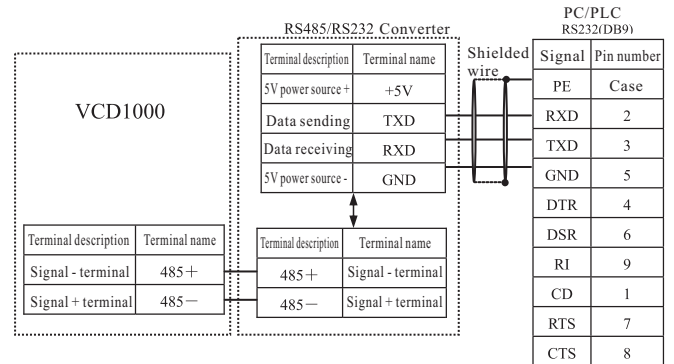 RS485/RS232 Converter
PC/PLC
RS232(DB9)
Shielded
wire
VCD1000
Terminal description Terminal name
5V power source + +5V
Data sending TXD
Data receiving RXD
5V power source - GND
Signal Pin number
PE Case
RXD 2
TXD 3
GND 5
DTR 4
DSR 6
RI 9
CD 1
RTS 7
CTS 8
Terminal description Terminal name
Signal - terminal 485+
Signal + terminal 485−
Terminal description Terminal name
485+ Signal - terminal
485− Signal + terminal